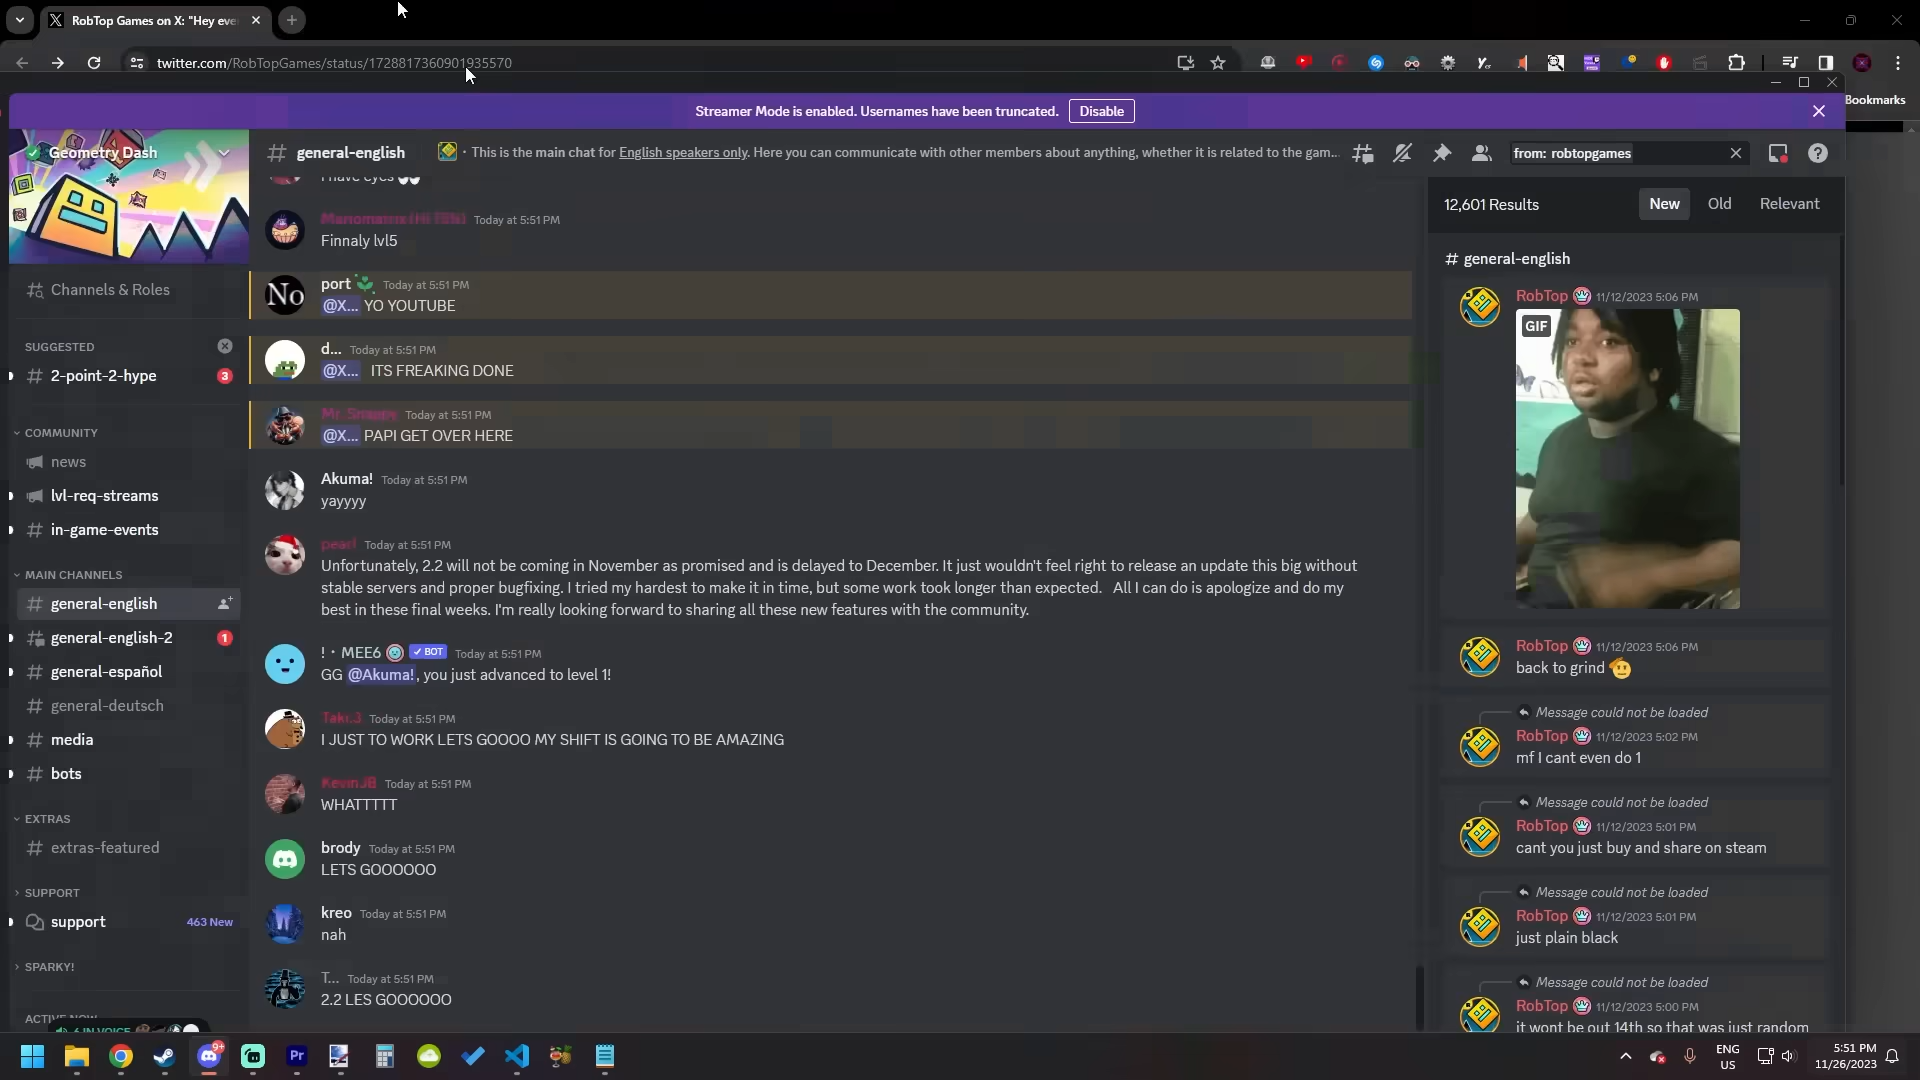 RobTop Games on X: "Hey eve
twitter.com/RobTopGames/status/1728817360901935570
Bookmarks
Streamer Mode is enabled. Usernames have been truncated.
Disable
Geometry Dash
general-english
This is the main chat for English speakers only. Here you can communicate with other members about anything, whether it is related to the gam...
from: robtopgames
Channels & Roles
SUGGESTED
2-point-2-hype
3
COMMUNITY
news
lvl-req-streams
in-game-events
MAIN CHANNELS
general-english
general-english-2
1
general-español
general-deutsch
media
bots
EXTRAS
extras-featured
SUPPORT
support
463 New
SPARKY!
ACTIVE NOW
6 IN VOICE
I have eyes 👀
Today at 5:51 PM
Finnaly lvl5
No
port Today at 5:51 PM
@X... YO YOUTUBE
d... Today at 5:51 PM
@X... ITS FREAKING DONE
Mr. Snappy Today at 5:51 PM
@X... PAPI GET OVER HERE
Akuma! Today at 5:51 PM
yayyyy
pearl Today at 5:51 PM
Unfortunately, 2.2 will not be coming in November as promised and is delayed to December. It just wouldn't feel right to release an update this big without
stable servers and proper bugfixing. I tried my hardest to make it in time, but some work took longer than expected. All I can do is apologize and do my
best in these final weeks. I'm really looking forward to sharing all these new features with the community.
! · MEE6 ✓ BOT Today at 5:51 PM
GG @Akuma!, you just advanced to level 1!
Taki.3 Today at 5:51 PM
I JUST TO WORK LETS GOOOO MY SHIFT IS GOING TO BE AMAZING
KevinJB Today at 5:51 PM
WHATTTTT
brody Today at 5:51 PM
LETS GOOOOOO
kreo Today at 5:51 PM
nah
T... Today at 5:51 PM
2.2 LES GOOOOOO
12,601 Results
New
Old
Relevant
# general-english
RobTop 11/12/2023 5:06 PM
GIF
RobTop 11/12/2023 5:06 PM
back to grind 🫡
Message could not be loaded
RobTop 11/12/2023 5:02 PM
mf I cant even do 1
Message could not be loaded
RobTop 11/12/2023 5:01 PM
cant you just buy and share on steam
Message could not be loaded
RobTop 11/12/2023 5:01 PM
just plain black
Message could not be loaded
RobTop 11/12/2023 5:00 PM
it wont be out 14th so that was just random
9+
Pr
ENG
US
5:51 PM
11/26/2023